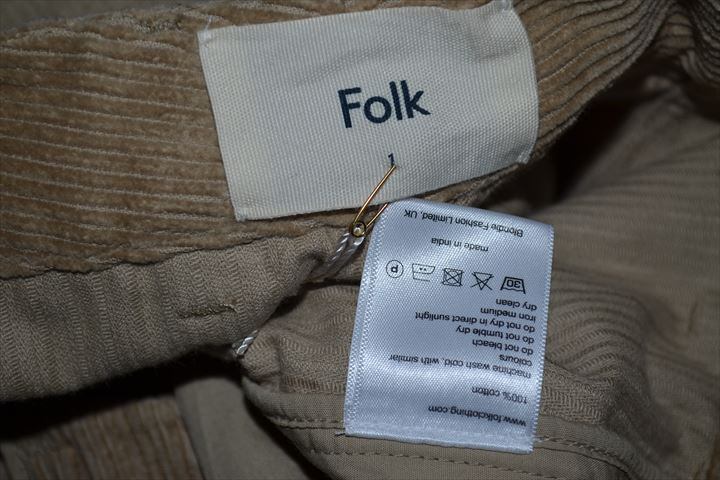 Folk
1
www.folkclothing.com
100% cotton
machine wash cold, with similar
colours
do not bleach
do not tumble dry
do not dry in direct sunlight
iron medium
dry clean
30 P
made in india
Blondie Fashion Limited, UK